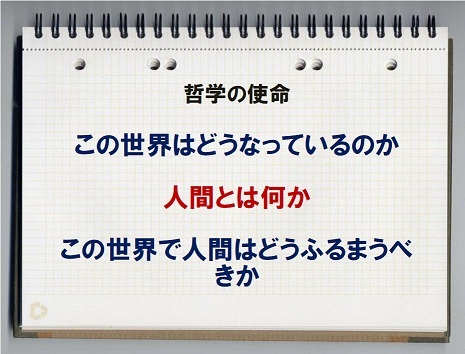 哲学の使命
この世界はどうなっているのか
人間とは何か
この世界で人間はどうふるまうべ
きか